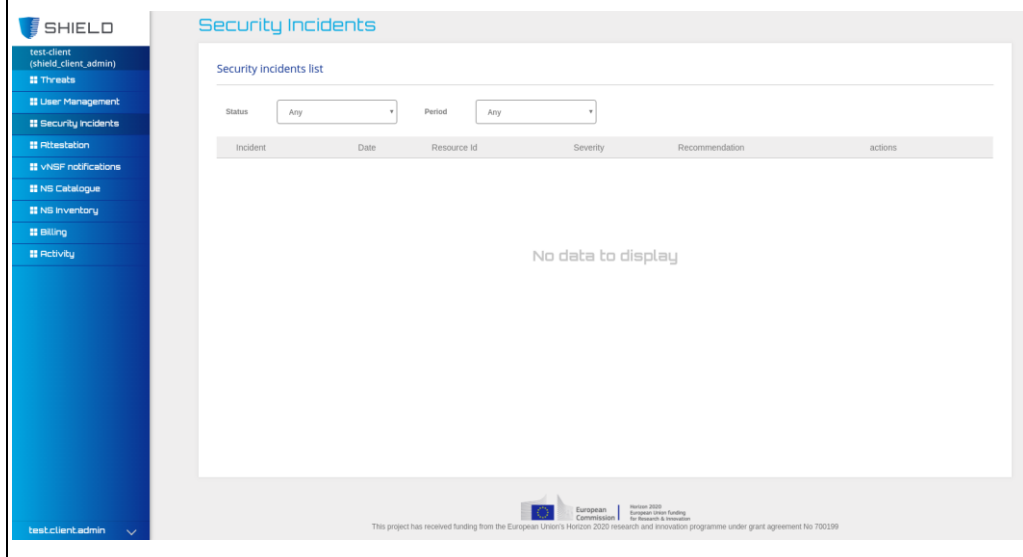 SHIELD
test-client
(shield_client_admin)
Threats
User Management
Security Incidents
Attestation
vNSF notifications
NS Catalogue
NS Inventory
Billing
Activity
test.client.admin
Security Incidents
Security incidents list
Status Any Period Any
Incident Date Resource Id Severity Recommendation actions
No data to display
European
Commission
Horizon 2020
European Union funding
for Research & Innovation
This project has received funding from the European Union's Horizon 2020 research and innovation programme under grant agreement No 700199